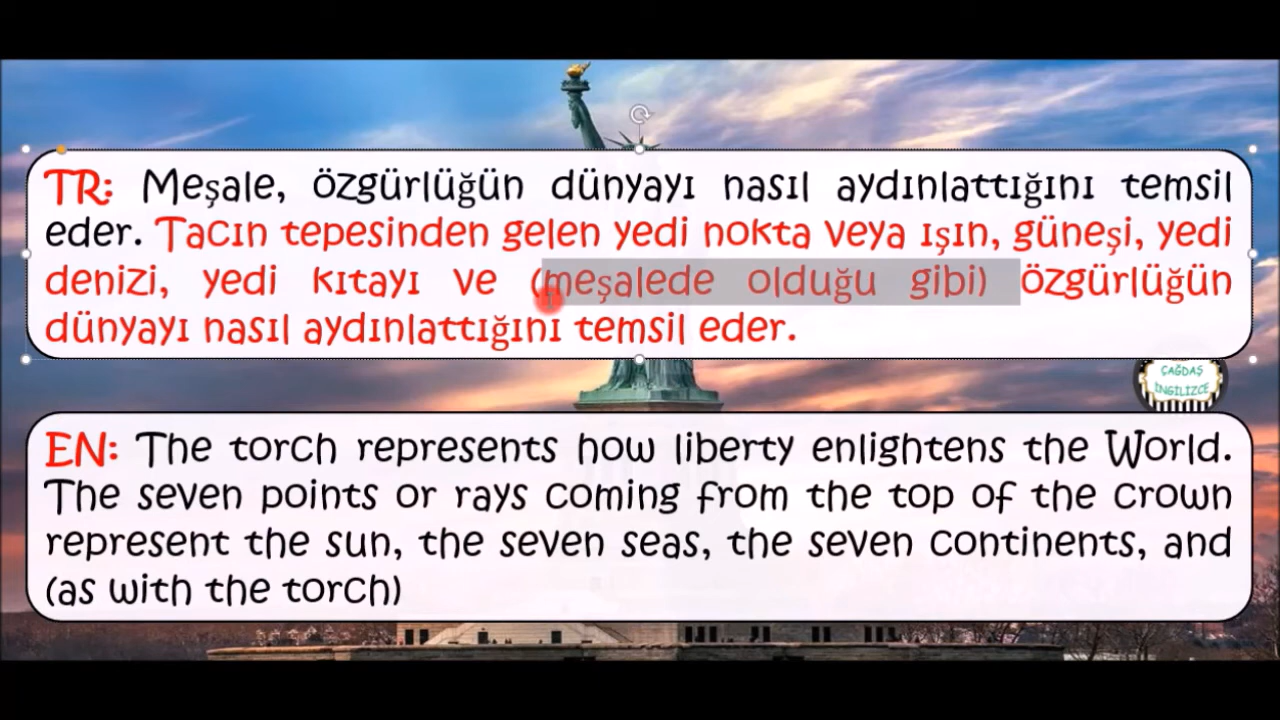 TR: Meşale, özgürlüğün dünyayı nasıl aydınlattığını temsil
eder. Tacın tepesinden gelen yedi nokta veya ışın, güneşi, yedi
denizi, yedi kıtayı ve (meşalede olduğu gibi) özgürlüğün
dünyayı nasıl aydınlattığını temsil eder.
ÇAĞDAŞ
İNGİLİZCE
EN: The torch represents how liberty enlightens the World.
The seven points or rays coming from the top of the crown
represent the sun, the seven seas, the seven continents, and
(as with the torch)